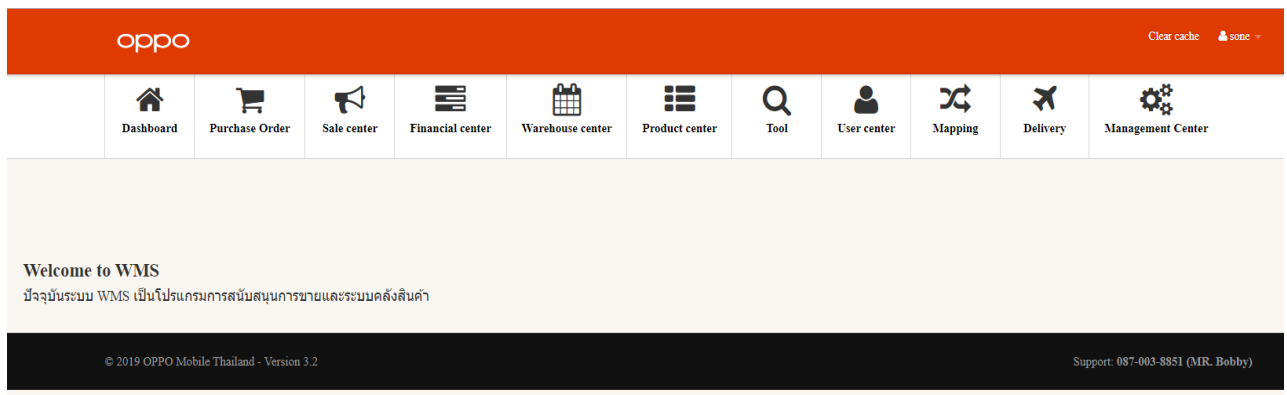 oppo
Clear cache sone
Dashboard Purchase Order Sale center Financial center Warehouse center Product center Tool User center Mapping Delivery Management Center
Welcome to WMS
ปัจจุบันระบบ WMS เป็นโปรแกรมการสนับสนุนการขายและระบบคลังสินค้า
© 2019 OPPO Mobile Thailand - Version 3.2 Support: 087-003-8851 (MR. Bobby)